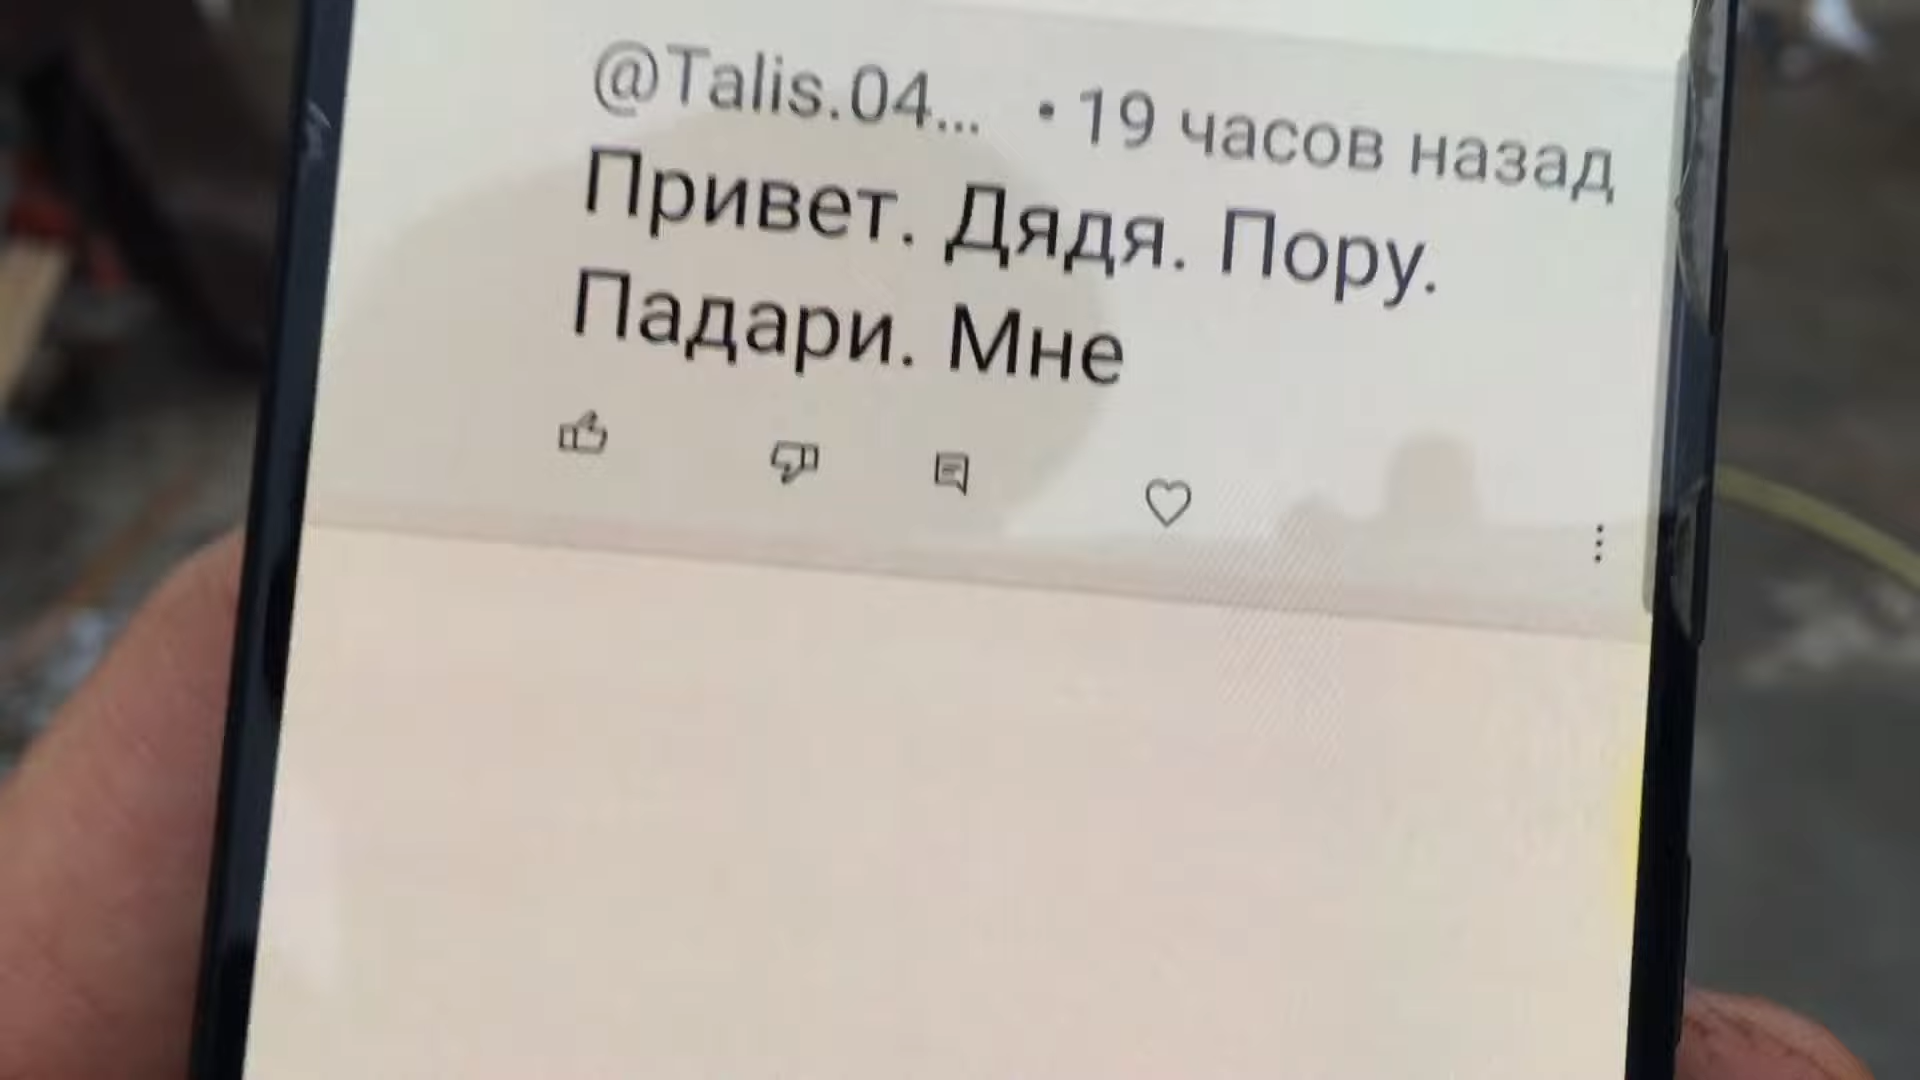 @Talis.04... • 19 часов назад
Привет. Дядя. Пору.
Падари. Мне